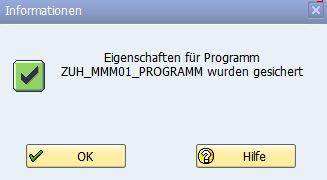 Informationen
Eigenschaften für Programm
ZUH_MMM01_PROGRAMM wurden gesichert
OK
Hilfe